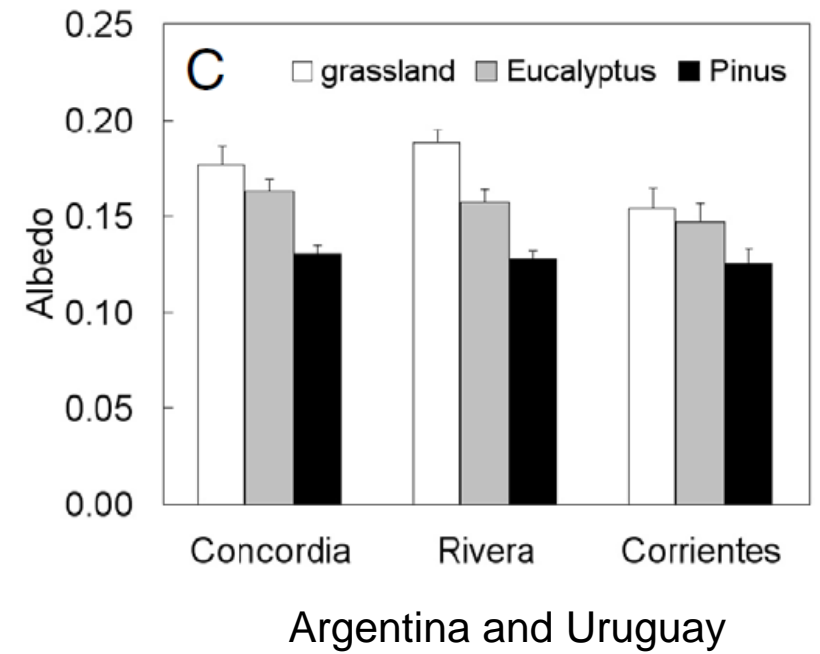 C
grassland Eucalyptus Pinus
0.25
0.20
0.15
0.10
0.05
0.00
Albedo
Concordia Rivera Corrientes
Argentina and Uruguay